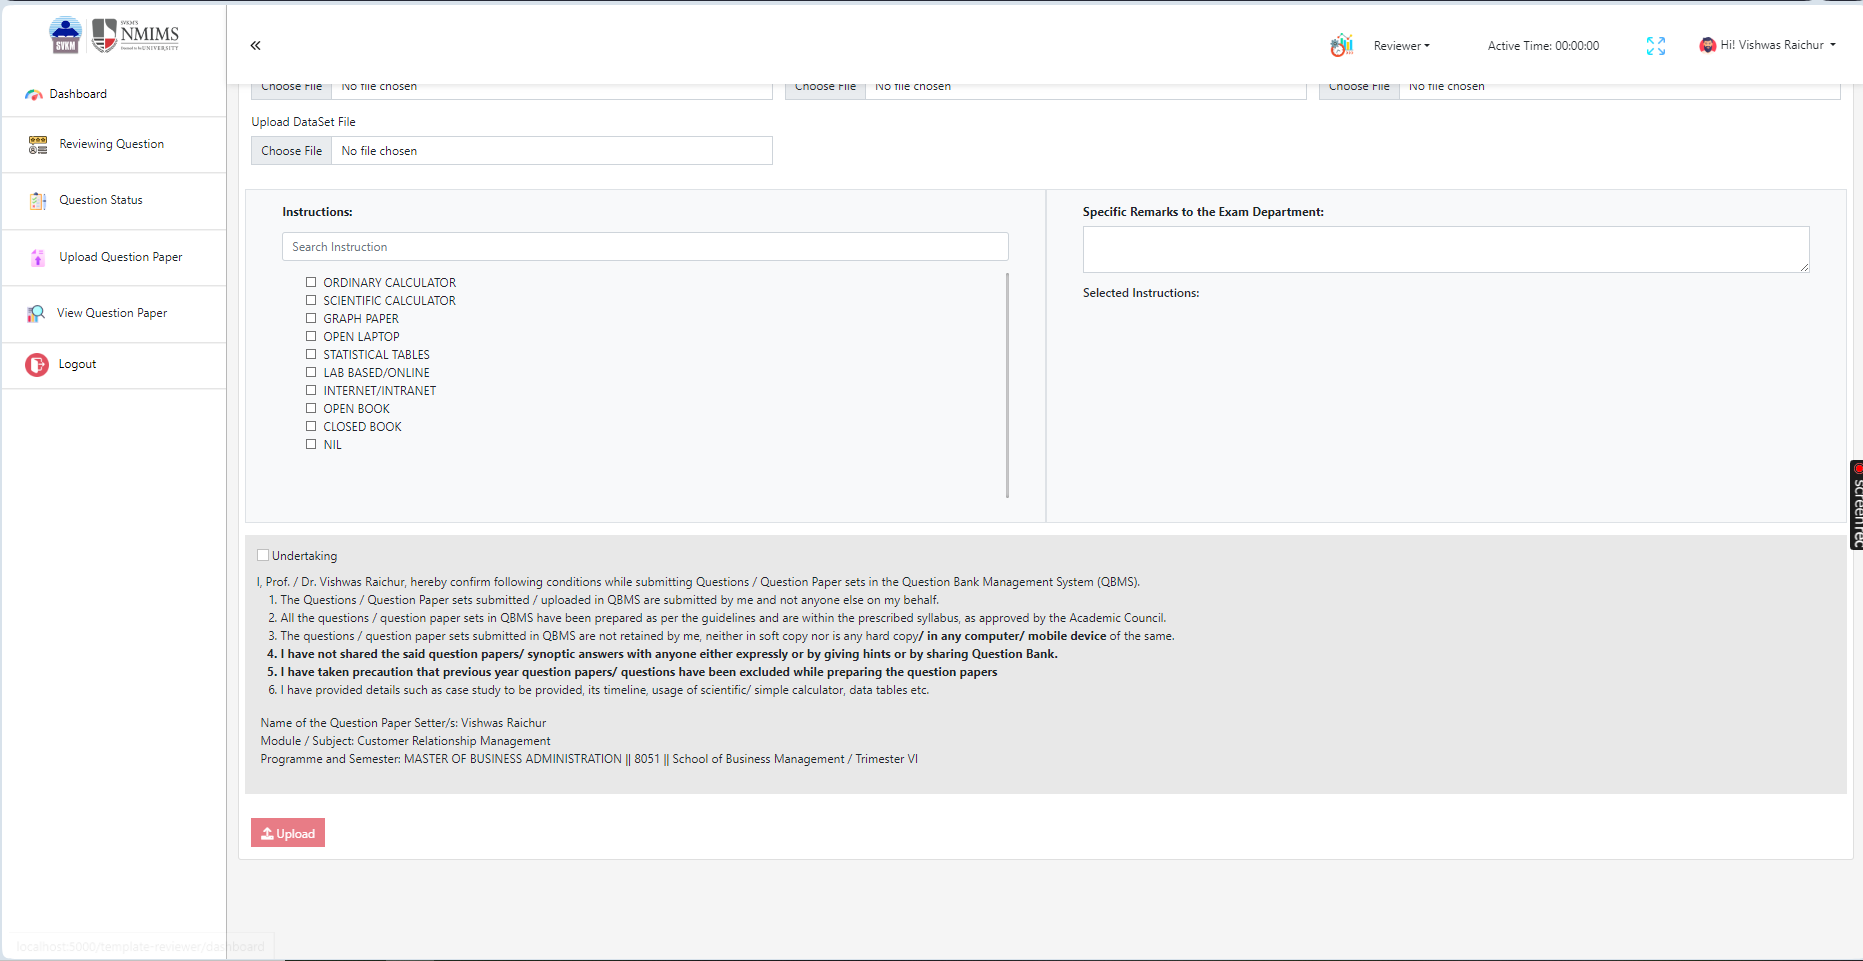 SVKM
SVKM'S
NMIMS
Reviewer
Active Time: 00:00:00
Hi! Vishwas Raichur
Dashboard
Reviewing Question
Question Status
Upload Question Paper
View Question Paper
Logout
Choose File No file chosen
Choose File No file chosen
Choose File No file chosen
Upload DataSet File
Choose File No file chosen
Instructions:
Search Instruction
ORDINARY CALCULATOR
SCIENTIFIC CALCULATOR
GRAPH PAPER
OPEN LAPTOP
STATISTICAL TABLES
LAB BASED/ONLINE
INTERNET/INTRANET
OPEN BOOK
CLOSED BOOK
NIL
Specific Remarks to the Exam Department:
Selected Instructions:
Undertaking
I, Prof. / Dr. Vishwas Raichur, hereby confirm following conditions while submitting Questions / Question Paper sets in the Question Bank Management System (QBMS).
1. The Questions / Question Paper sets submitted / uploaded in QBMS are submitted by me and not anyone else on my behalf.
2. All the questions / question paper sets in QBMS have been prepared as per the guidelines and are within the prescribed syllabus, as approved by the Academic Council.
3. The questions / question paper sets submitted in QBMS are not retained by me, neither in soft copy nor is any hard copy/ in any computer/ mobile device of the same.
4. I have not shared the said question papers/ synoptic answers with anyone either expressly or by giving hints or by sharing Question Bank.
5. I have taken precaution that previous year question papers/ questions have been excluded while preparing the question papers
6. I have provided details such as case study to be provided, its timeline, usage of scientific/ simple calculator, data tables etc.
Name of the Question Paper Setter/s: Vishwas Raichur
Module / Subject: Customer Relationship Management
Programme and Semester: MASTER OF BUSINESS ADMINISTRATION || 8051 || School of Business Management / Trimester VI
Upload
localhost:5000/template-reviewer/dashboard
screenrec